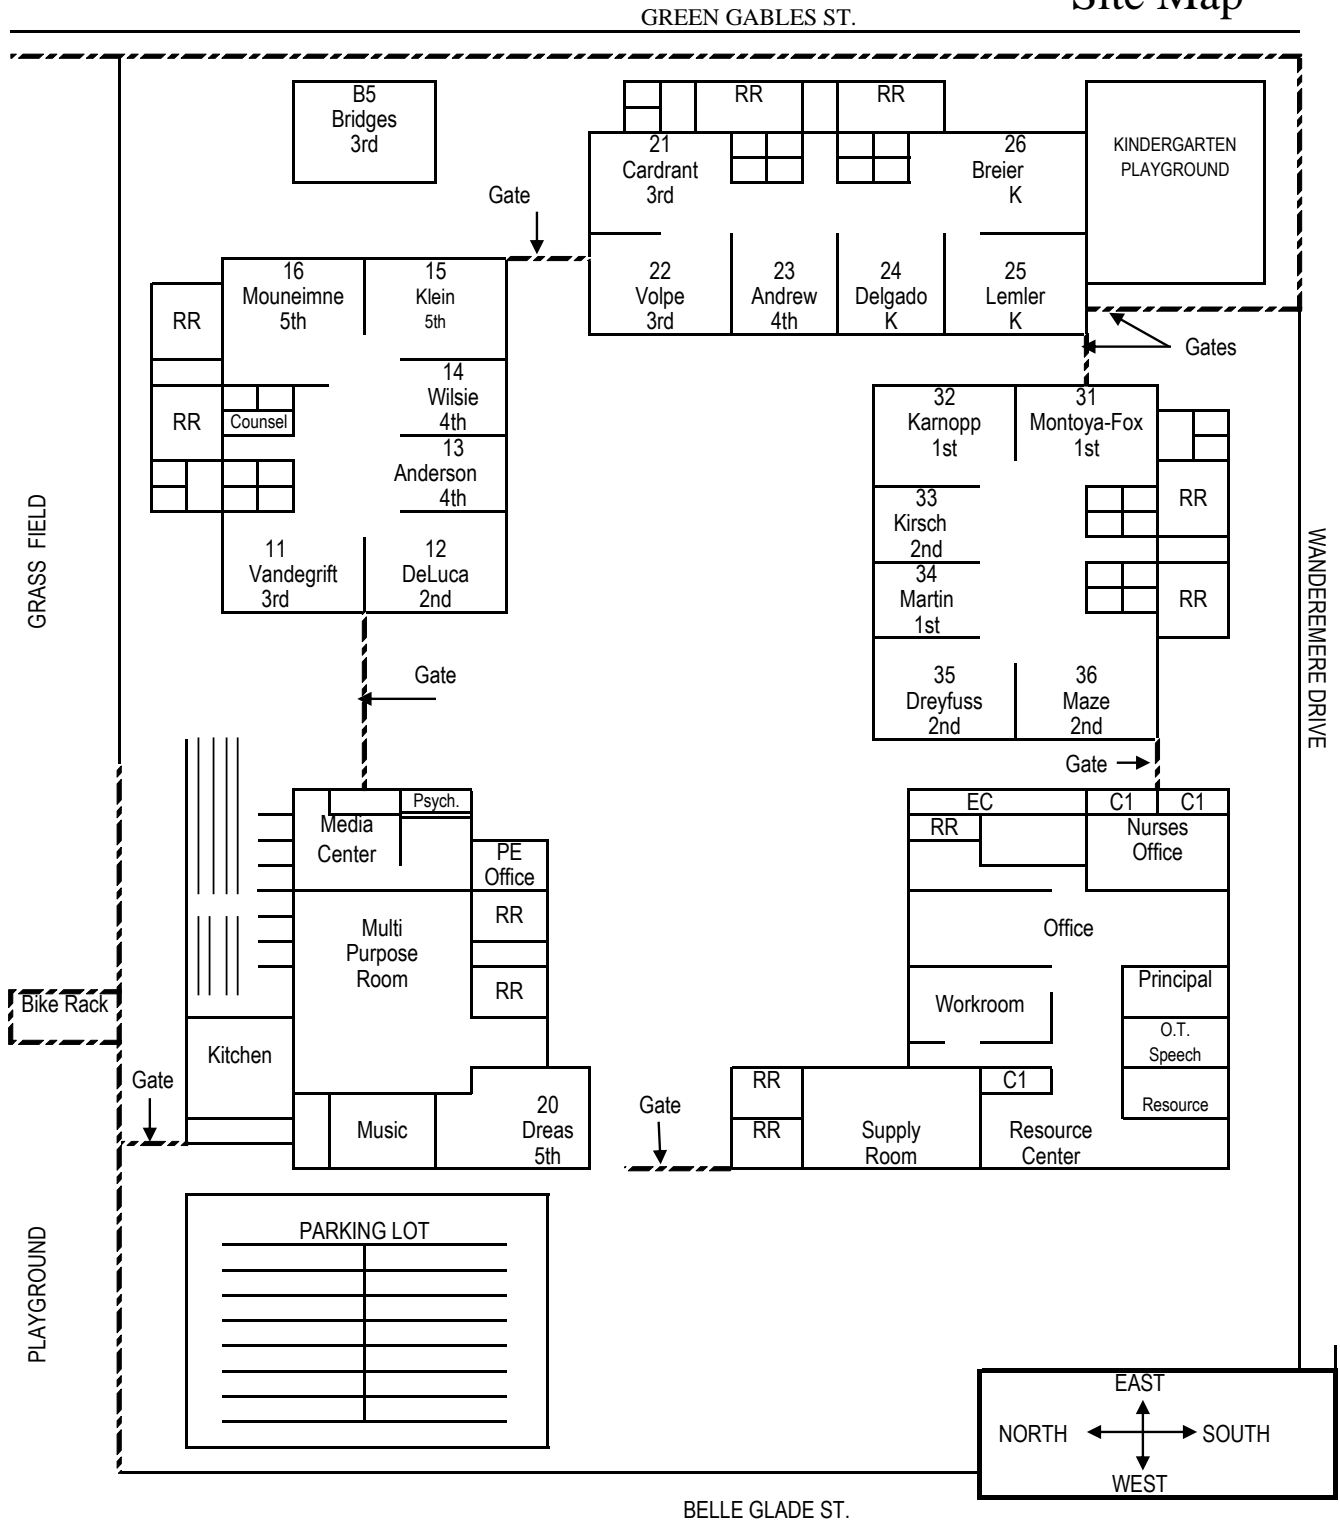 Site Map
GREEN GABLES ST.
B5
Bridges
3rd
RR
RR
21
Cardrant
3rd
26
Breier
K
KINDERGARTEN
PLAYGROUND
Gate
16
Mouneimne
5th
15
Klein
5th
22
Volpe
3rd
23
Andrew
4th
24
Delgado
K
25
Lemler
K
RR
Gates
14
Wilsie
4th
RR
Counsel
13
Anderson
4th
32
Karnopp
1st
31
Montoya-Fox
1st
33
Kirsch
2nd
RR
GRASS FIELD
11
Vandegrift
3rd
12
DeLuca
2nd
34
Martin
1st
RR
WANDEREMERE DRIVE
Gate
35
Dreyfuss
2nd
36
Maze
2nd
Gate
Psych.
Media
Center
PE
Office
EC
C1
C1
RR
Nurses
Office
RR
Multi
Purpose
Room
Office
RR
Principal
Bike Rack
Workroom
O.T.
Speech
Kitchen
Gate
RR
C1
Gate
Resource
Music
20
Dreas
5th
RR
Supply
Room
Resource
Center
PLAYGROUND
PARKING LOT
EAST
NORTH
SOUTH
WEST
BELLE GLADE ST.